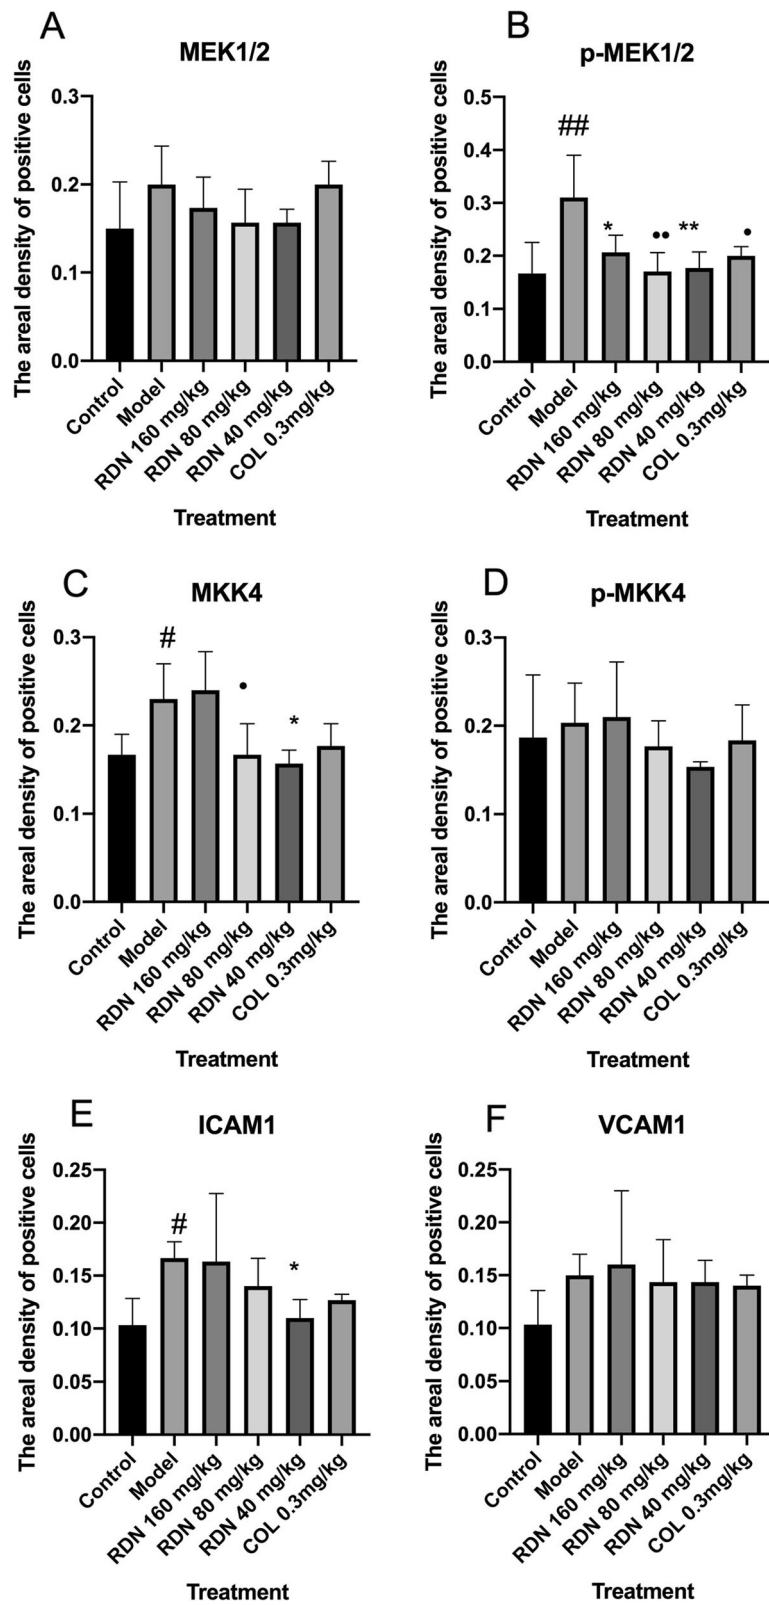 A
MEK1/2
The areal density of positive cells
0.3
0.2
0.1
0.0
Control
Model
RDN 160 mg/kg
RDN 80 mg/kg
RDN 40 mg/kg
COL 0.3mg/kg
Treatment
B
p-MEK1/2
The areal density of positive cells
0.5
0.4
0.3
0.2
0.1
0.0
##
*
••
**
•
Control
Model
RDN 160 mg/kg
RDN 80 mg/kg
RDN 40 mg/kg
COL 0.3mg/kg
Treatment
C
MKK4
The areal density of positive cells
0.3
0.2
0.1
0.0
#
•
*
Control
Model
RDN 160 mg/kg
RDN 80 mg/kg
RDN 40 mg/kg
COL 0.3mg/kg
Treatment
D
p-MKK4
The areal density of positive cells
0.3
0.2
0.1
0.0
Control
Model
RDN 160 mg/kg
RDN 80 mg/kg
RDN 40 mg/kg
COL 0.3mg/kg
Treatment
E
ICAM1
The areal density of positive cells
0.25
0.20
0.15
0.10
0.05
0.00
#
*
Control
Model
RDN 160 mg/kg
RDN 80 mg/kg
RDN 40 mg/kg
COL 0.3mg/kg
Treatment
F
VCAM1
The areal density of positive cells
0.25
0.20
0.15
0.10
0.05
0.00
Control
Model
RDN 160 mg/kg
RDN 80 mg/kg
RDN 40 mg/kg
COL 0.3mg/kg
Treatment